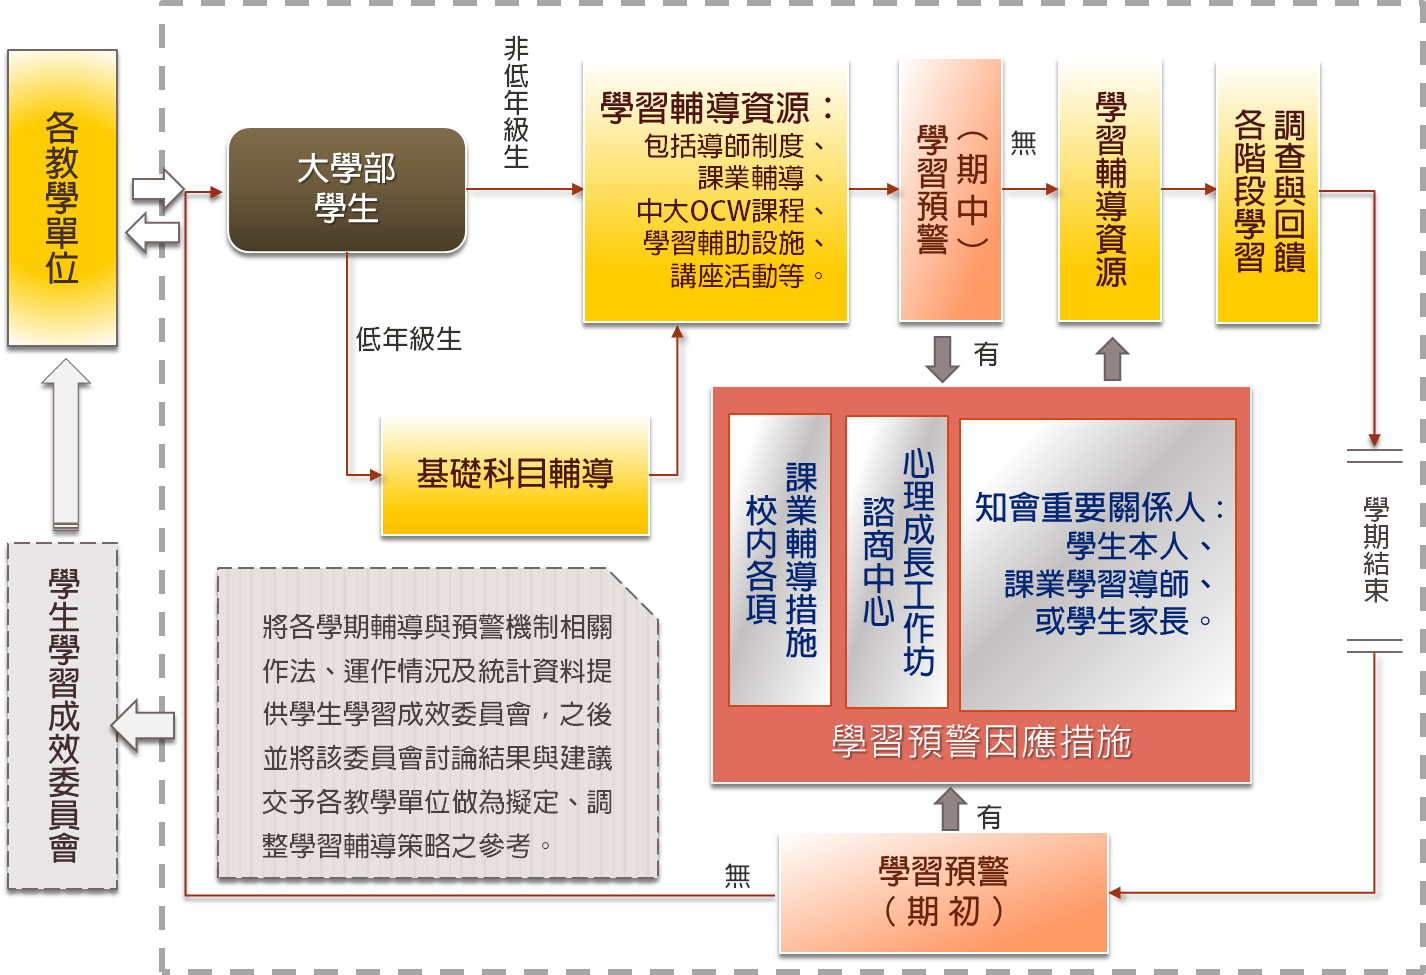 各教學單位
學生學習成效委員會
大學部
學生
非低年級生
低年級生
基礎科目輔導
學習輔導資源：
包括導師制度、
課業輔導、
中大OCW課程、
學習輔助設施、
講座活動等。
學習預警
（期中）
無
有
學習輔導資源
調查與回饋
各階段學習
課業輔導措施
校內各項
心理成長工作坊
諮商中心
知會重要關係人：
學生本人、
課業學習導師、
或學生家長。
學習預警因應措施
學期結束
有
學習預警
（期初）
無
將各學期輔導與預警機制相關
作法、運作情況及統計資料提
供學生學習成效委員會，之後
並將該委員會討論結果與建議
交予各教學單位做為擬定、調
整學習輔導策略之參考。